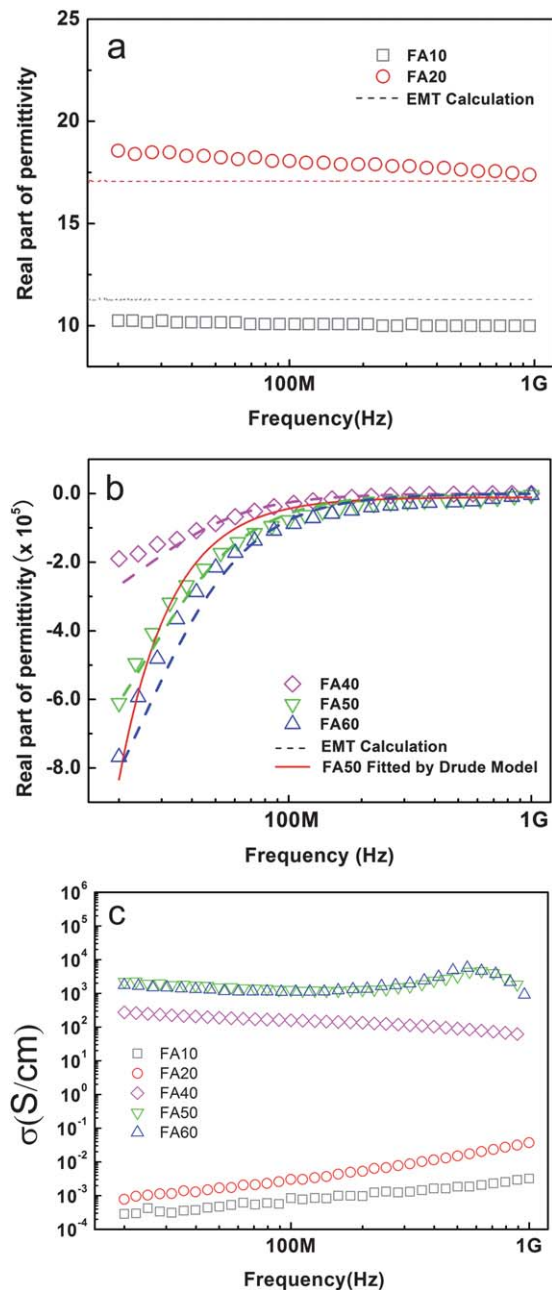 a
25
20
15
10
Real part of permittivity
FA10
FA20
EMT Calculation
100M
1G
Frequency(Hz)
b
0.0
-2.0
-4.0
-6.0
-8.0
Real part of permittivity (x 10⁵)
FA40
FA50
FA60
EMT Calculation
FA50 Fitted by Drude Model
100M
1G
Frequency (Hz)
c
10⁶
10⁵
10⁴
10³
10²
10¹
10⁰
10⁻¹
10⁻²
10⁻³
10⁻⁴
σ(S/cm)
FA10
FA20
FA40
FA50
FA60
100M
1G
Frequency(Hz)